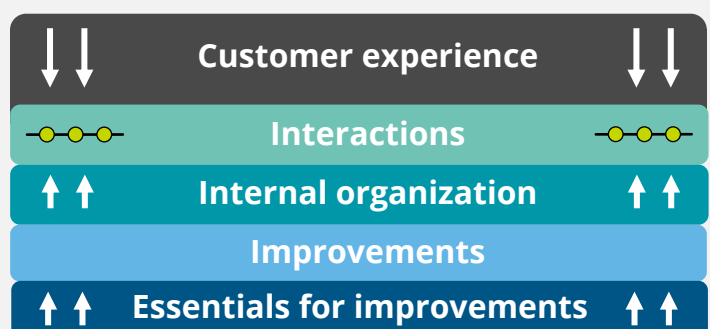 Customer experience
Interactions
Internal organization
Improvements
Essentials for improvements